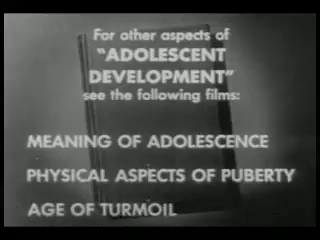 For other aspects of
"ADOLESCENT
DEVELOPMENT"
see the following films:
MEANING OF ADOLESCENCE
PHYSICAL ASPECTS OF PUBERTY
AGE OF TURMOIL